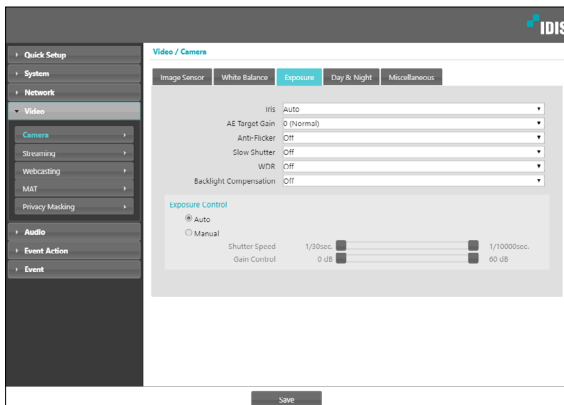 IDIS
Quick Setup
System
Network
Video
Camera
Streaming
Webcasting
MAT
Privacy Masking
Audio
Event Action
Event
Video / Camera
Image Sensor White Balance Exposure Day & Night Miscellaneous
Iris Auto
AE Target Gain 0 (Normal)
Anti-Flicker Off
Slow Shutter Off
WDR Off
Backlight Compensation Off
Exposure Control
Auto
Manual
Shutter Speed 1/30sec. 1/10000sec.
Gain Control 0 dB 60 dB
Save